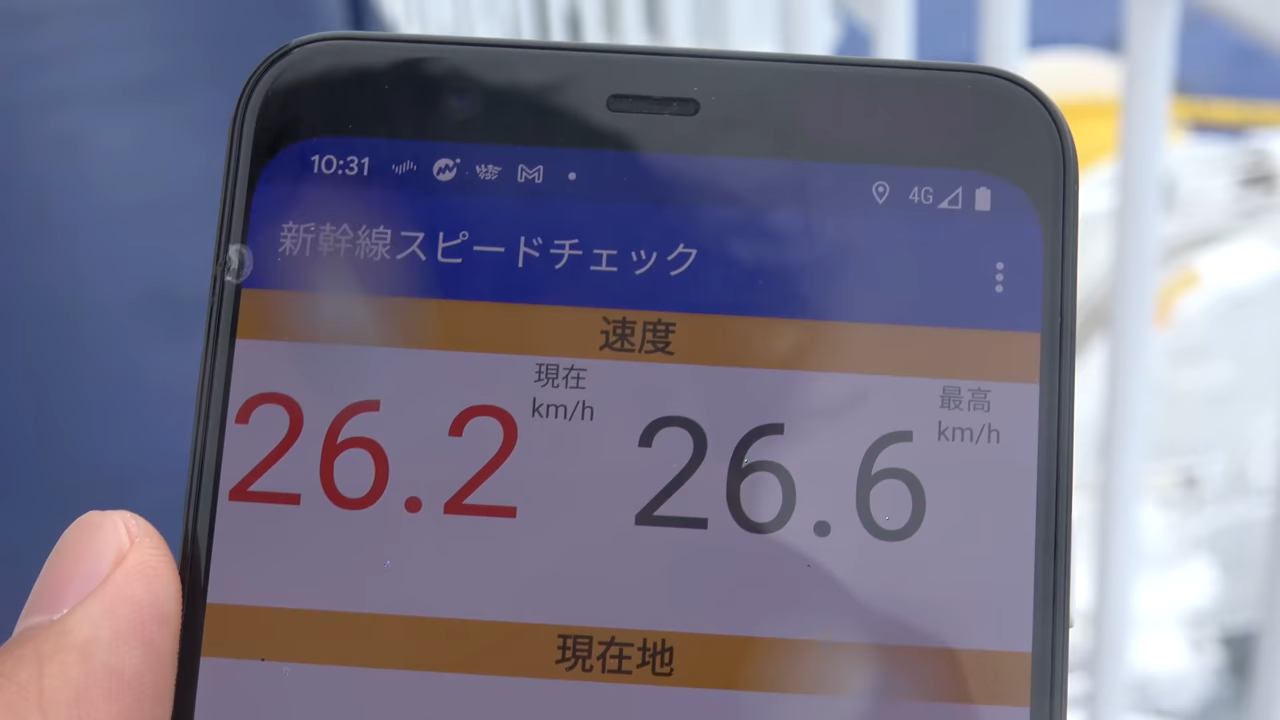 10:31
4G
新幹線スピードチェック
速度
26.2 現在 km/h
26.6 最高 km/h
現在地